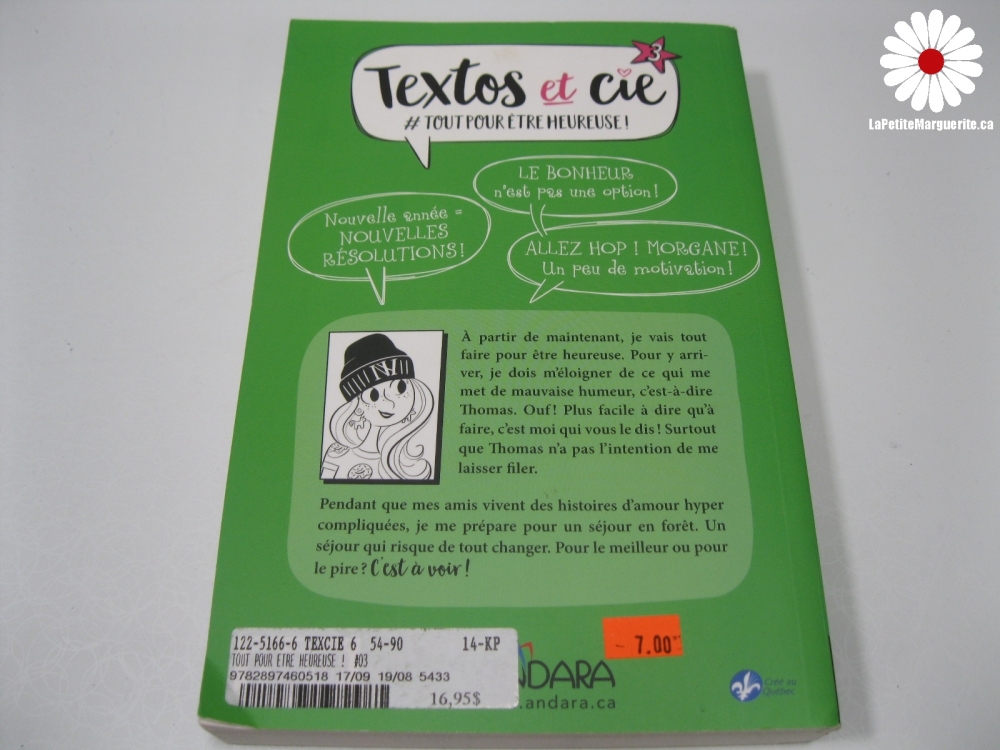 LaPetiteMarguerite.ca
3
Textos et cie
# TOUT POUR ÊTRE HEUREUSE !
LE BONHEUR
n'est pas une option !
Nouvelle année =
NOUVELLES
RÉSOLUTIONS !
ALLEZ HOP ! MORGANE !
Un peu de motivation !
NY
À partir de maintenant, je vais tout
faire pour être heureuse. Pour y arri-
ver, je dois m'éloigner de ce qui me
met de mauvaise humeur, c'est-à-dire
Thomas. Ouf ! Plus facile à dire qu'à
faire, c'est moi qui vous le dis ! Surtout
que Thomas n'a pas l'intention de me
laisser filer.
Pendant que mes amis vivent des histoires d'amour hyper
compliquées, je me prépare pour un séjour en forêt. Un
séjour qui risque de tout changer. Pour le meilleur ou pour
le pire ? C'est à voir !
122-5166-6 TEXCIE 6 54-90 14-KP
TOUT POUR ETRE HEUREUSE ! #03
9782897460518 17/09 19/08 5433
16,95$
7.00
NDARA
.andara.ca
Créé au
Québec